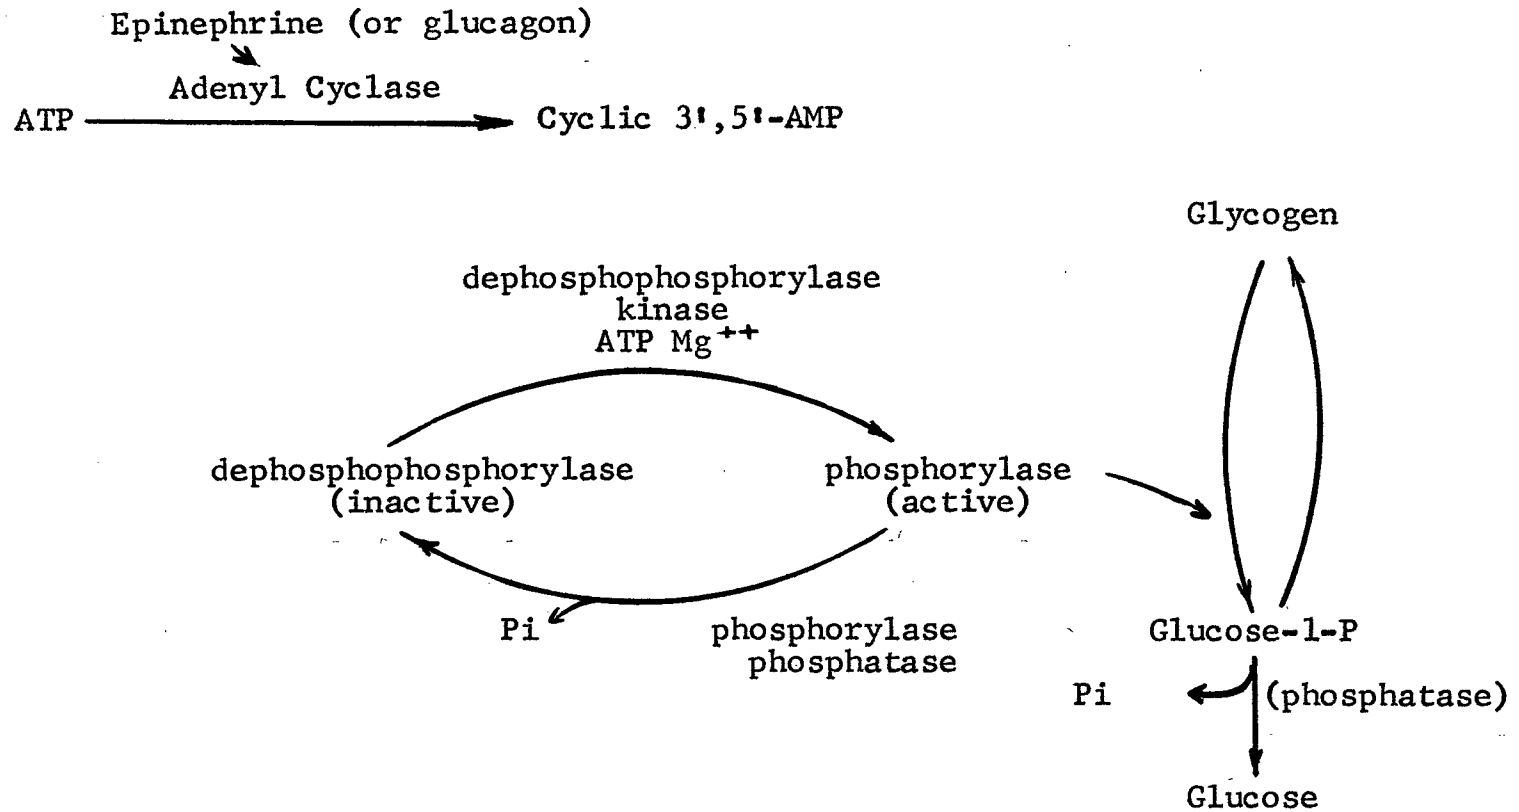 Epinephrine (or glucagon)
Adenyl Cyclase
ATP
Cyclic 3',5'-AMP
Glycogen
dephosphophosphorylase
kinase
ATP Mg++
dephosphophosphorylase
(inactive)
phosphorylase
(active)
Pi
phosphorylase
phosphatase
Glucose-1-P
Pi
(phosphatase)
Glucose